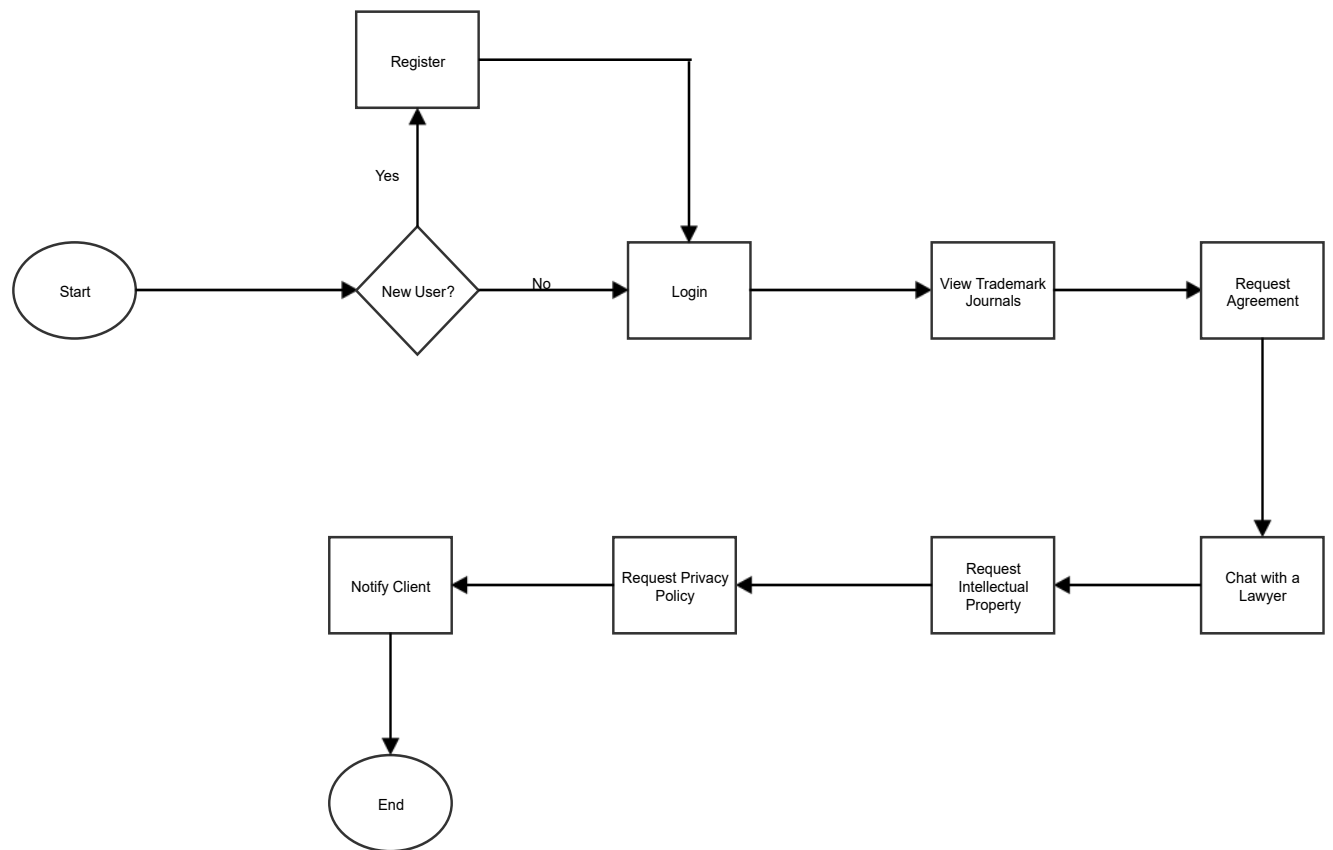 Register
Yes
Start
New User?
No
Login
View Trademark
Journals
Request
Agreement
Notify Client
Request Privacy
Policy
Request
Intellectual
Property
Chat with a
Lawyer
End